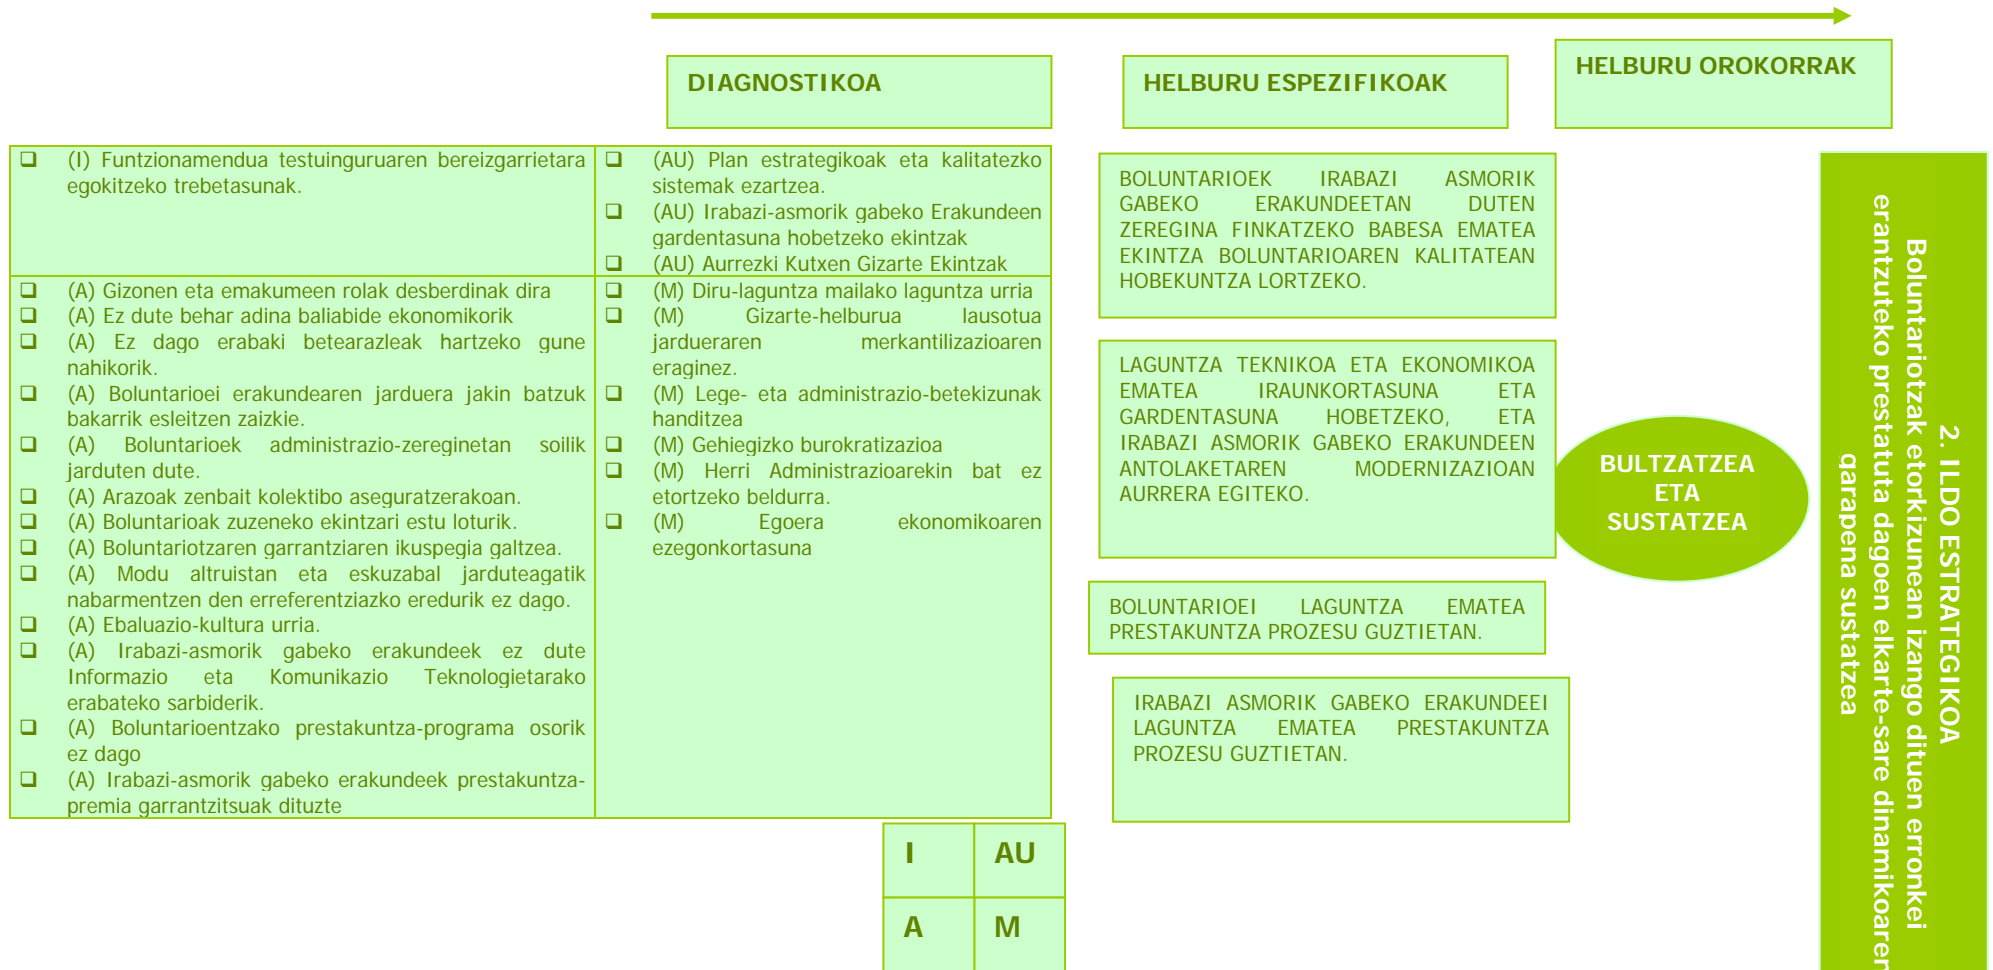 DIAGNOSTIKOA
HELBURU ESPEZIFIKOAK
HELBURU OROKORRAK
(I) Funtzionamendua testuinguruaren bereizgarrietara
egokitzeko trebetasunak.
(AU) Plan estrategikoak eta kalitatezko
sistemak ezartzea.
(AU) Irabazi-asmorik gabeko Erakundeen
gardentasuna hobetzeko ekintzak
(AU) Aurrezki Kutxen Gizarte Ekintzak
(A) Gizonen eta emakumeen rolak desberdinak dira
(A) Ez dute behar adina baliabide ekonomikorik
(A) Ez dago erabaki betearazleak hartzeko gune
nahikorik.
(A) Boluntarioei erakundearen jarduera jakin batzuk
bakarrik esleitzen zaizkie.
(A) Boluntarioek administrazio-zereginetan soilik
jarduten dute.
(A) Arazoak zenbait kolektibo aseguratzerakoan.
(A) Boluntarioak zuzeneko ekintzari estu loturik.
(A) Boluntariotzaren garrantziaren ikuspegia galtzea.
(A) Modu altruistan eta eskuzabal jarduteagatik
nabarmentzen den erreferentziazko eredurik ez dago.
(A) Ebaluazio-kultura urria.
(A) Irabazi-asmorik gabeko erakundeek ez dute
Informazio eta Komunikazio Teknologietarako
erabateko sarbiderik.
(A) Boluntarioentzako prestakuntza-programa osorik
ez dago
(A) Irabazi-asmorik gabeko erakundeek prestakuntza-
premia garrantzitsuak dituzte
(M) Diru-laguntza mailako laguntza urria
(M) Gizarte-helburua lausotua
jardueraren merkantilizazioaren
eraginez.
(M) Lege- eta administrazio-betekizunak
handitzea
(M) Gehiegizko burokratizazioa
(M) Herri Administrazioarekin bat ez
etortzeko beldurra.
(M) Egoera ekonomikoaren
ezegonkortasuna
I AU
A M
BOLUNTARIOEK IRABAZI ASMORIK
GABEKO ERAKUNDEETAN DUTEN
ZEREGINA FINKATZEKO BABESA EMATEA
EKINTZA BOLUNTARIOAREN KALITATEAN
HOBEKUNTZA LORTZEKO.
LAGUNTZA TEKNIKOA ETA EKONOMIKOA
EMATEA IRAUNKORTASUNA ETA
GARDENTASUNA HOBETZEKO, ETA
IRABAZI ASMORIK GABEKO ERAKUNDEEN
ANTOLAKETAREN MODERNIZAZIOAN
AURRERA EGITEKO.
BOLUNTARIOEI LAGUNTZA EMATEA
PRESTAKUNTZA PROZESU GUZTIETAN.
IRABAZI ASMORIK GABEKO ERAKUNDEEI
LAGUNTZA EMATEA PRESTAKUNTZA
PROZESU GUZTIETAN.
BULTZATZEA
ETA
SUSTATZEA
2. ILDO ESTRATEGIKOA
Boluntariotzak etorkizunean izango dituen erronkei
erantzuteko prestatuta dagoen elkarte-sare dinamikoaren
garapena sustatzea